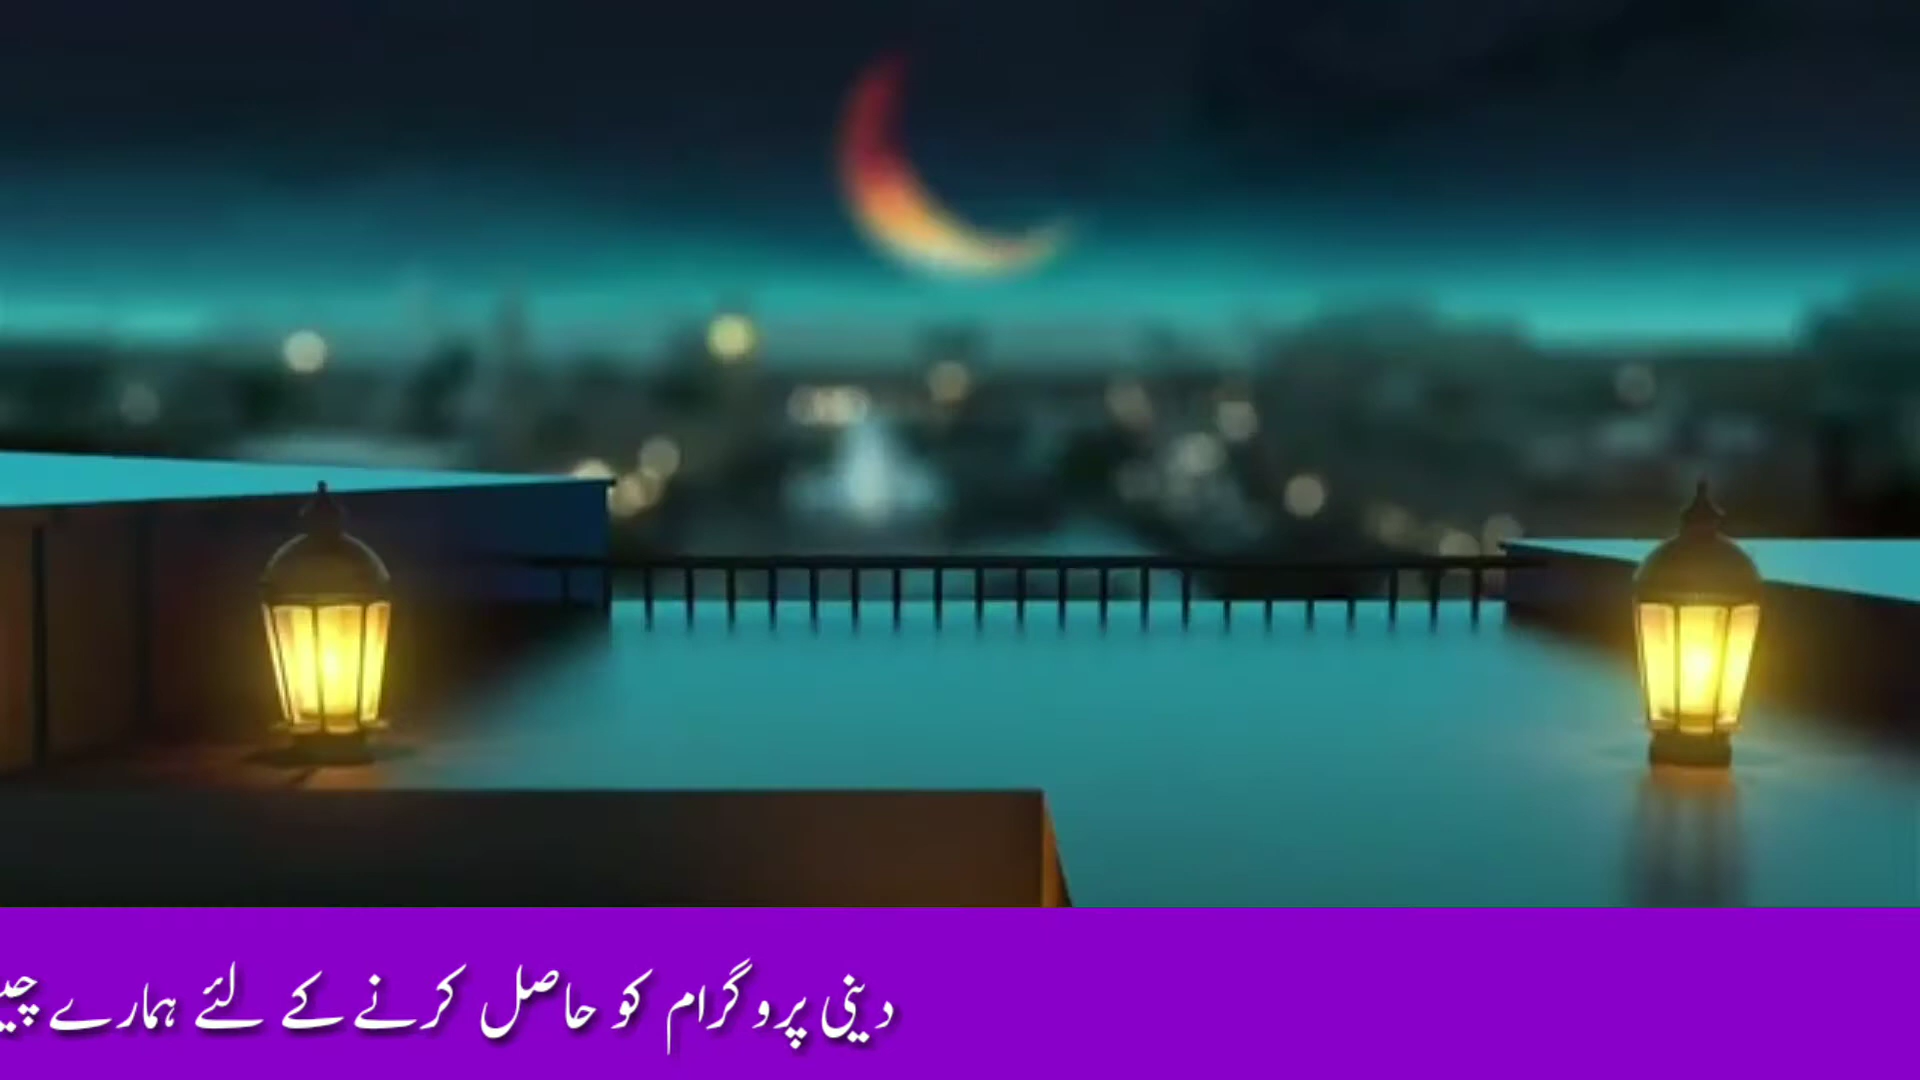 دینی پروگرام کو حاصل کرنے کے لئے ہمارے